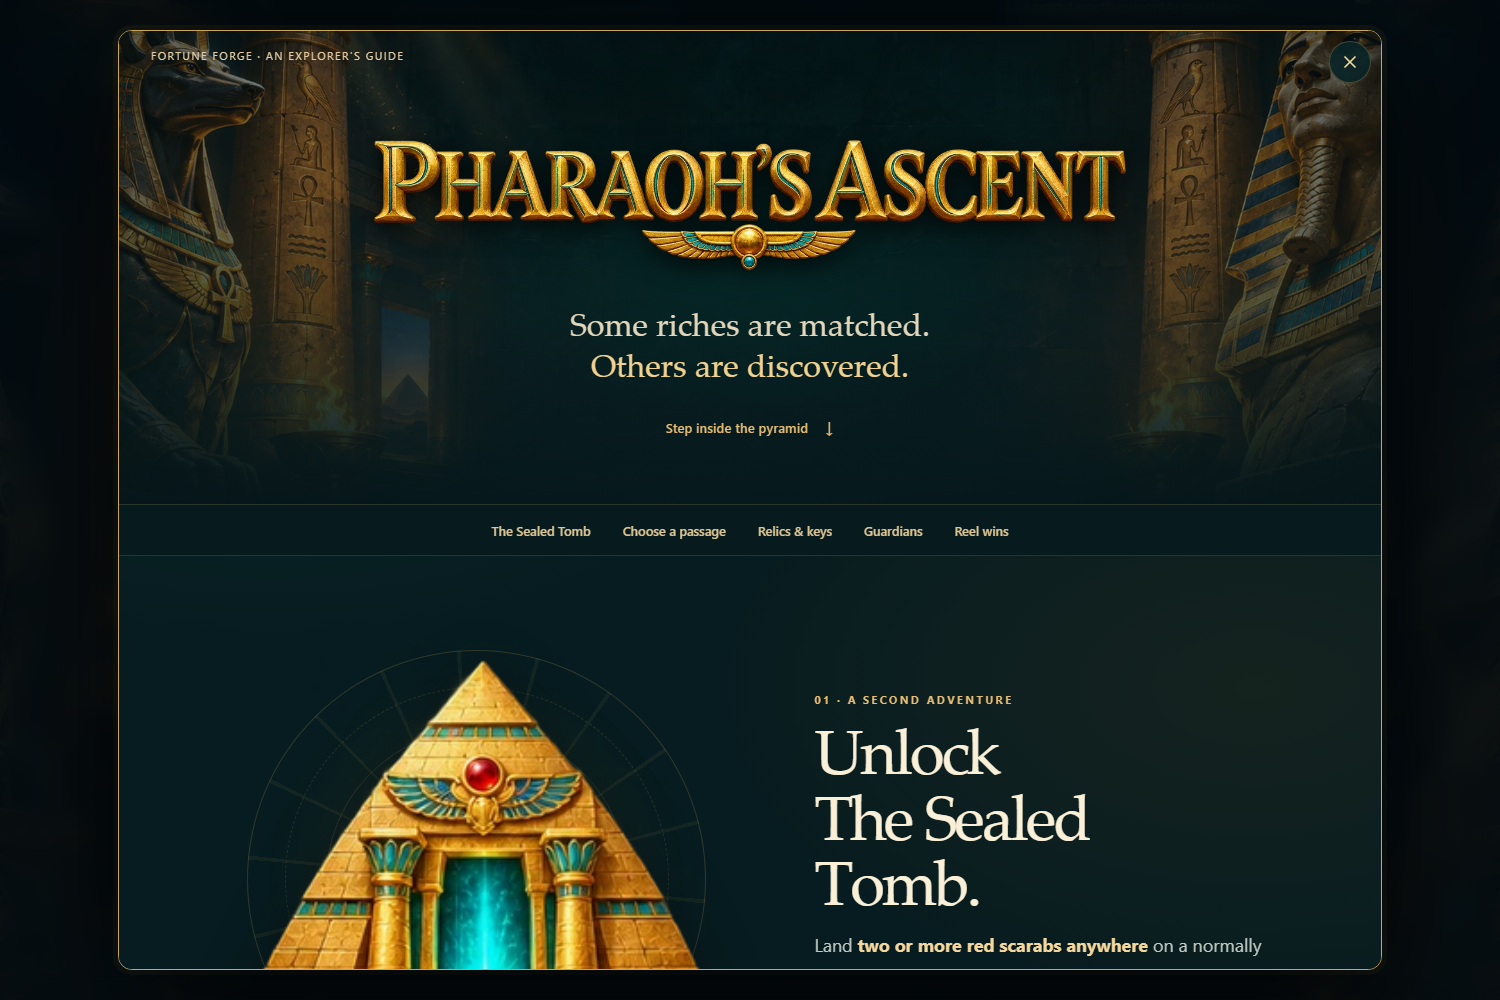 FORTUNE FORGE · AN EXPLORER'S GUIDE
PHARAOH'S ASCENT
Some riches are matched.
Others are discovered.
Step inside the pyramid ↓
The Sealed Tomb Choose a passage Relics & keys Guardians Reel wins
01 · A SECOND ADVENTURE
Unlock
The Sealed
Tomb.
Land two or more red scarabs anywhere on a normally